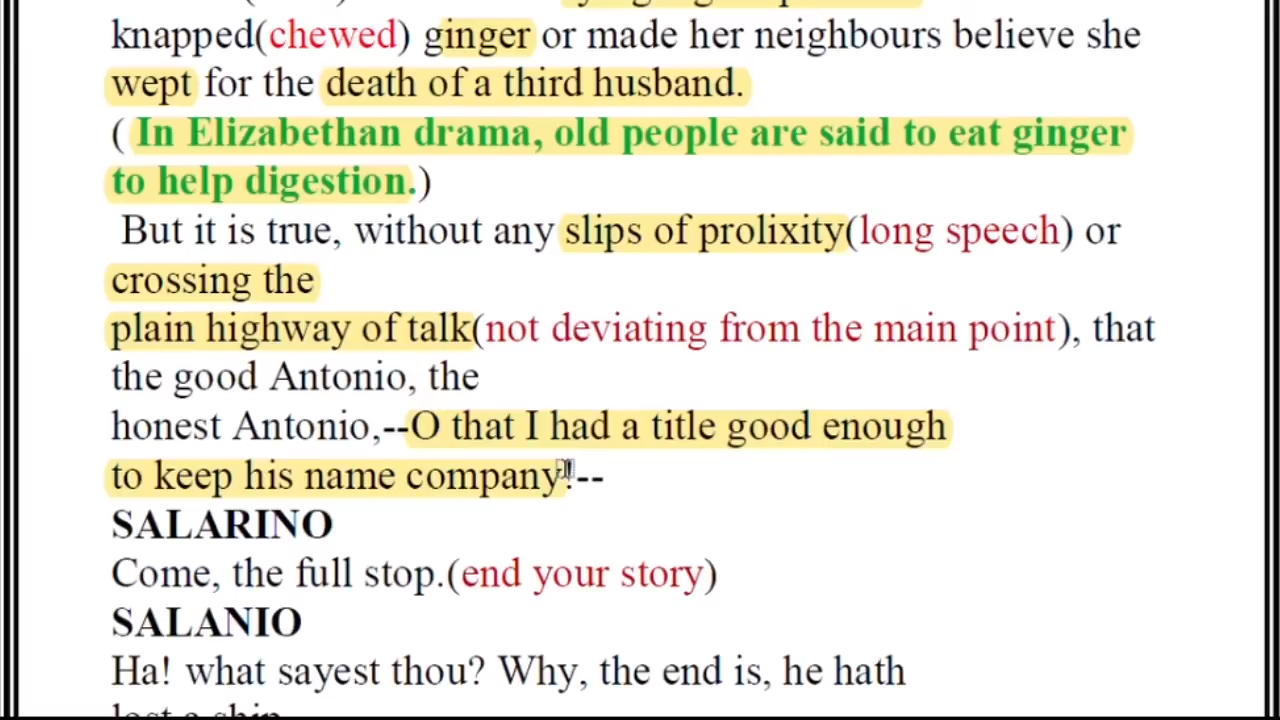 knapped(chewed) ginger or made her neighbours believe she
wept for the death of a third husband.
( In Elizabethan drama, old people are said to eat ginger
to help digestion.)
But it is true, without any slips of prolixity(long speech) or
crossing the
plain highway of talk(not deviating from the main point), that
the good Antonio, the
honest Antonio,--O that I had a title good enough
to keep his name company!--
SALARINO
Come, the full stop.(end your story)
SALANIO
Ha! what sayest thou? Why, the end is, he hath
lost a ship